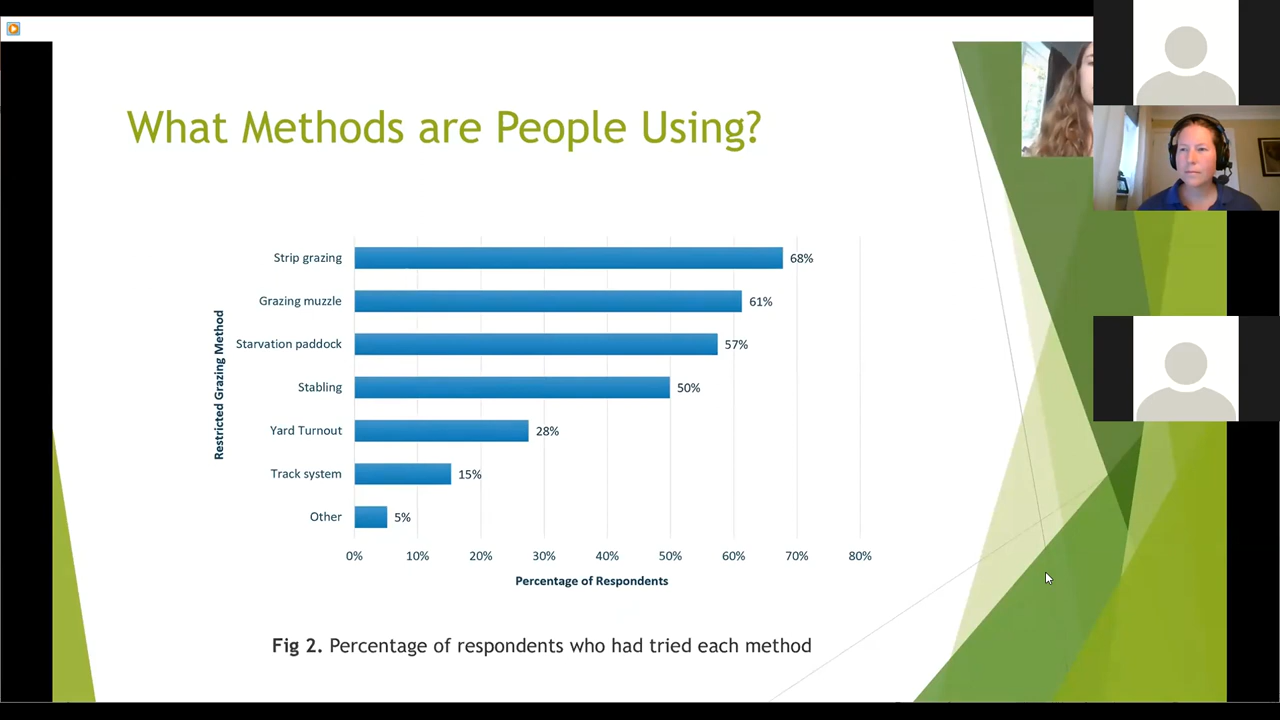 What Methods are People Using?
Restricted Grazing Method
Strip grazing 68%
Grazing muzzle 61%
Starvation paddock 57%
Stabling 50%
Yard Turnout 28%
Track system 15%
Other 5%
0% 10% 20% 30% 40% 50% 60% 70% 80%
Percentage of Respondents
Fig 2. Percentage of respondents who had tried each method